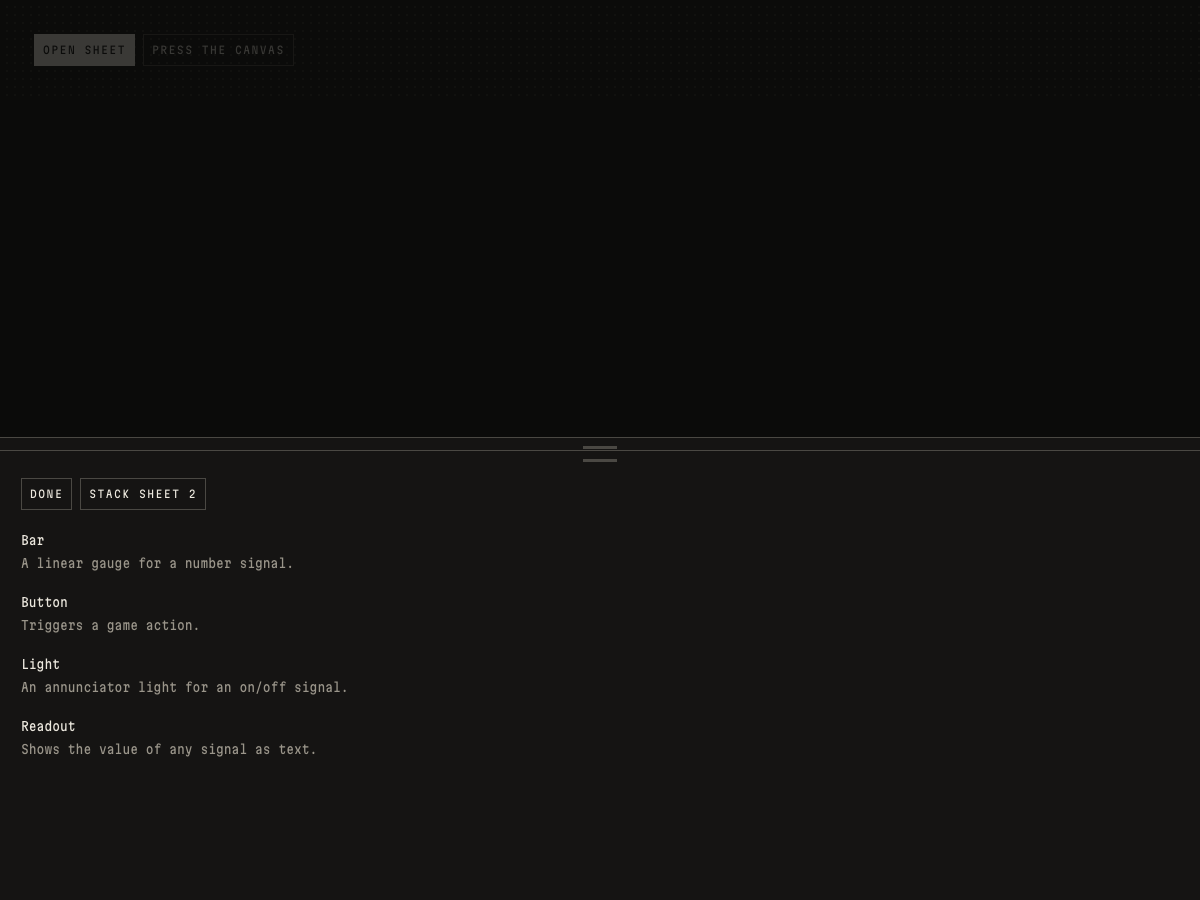 OPEN SHEET PRESS THE CANVAS
DONE STACK SHEET 2
Bar
A linear gauge for a number signal.
Button
Triggers a game action.
Light
An annunciator light for an on/off signal.
Readout
Shows the value of any signal as text.